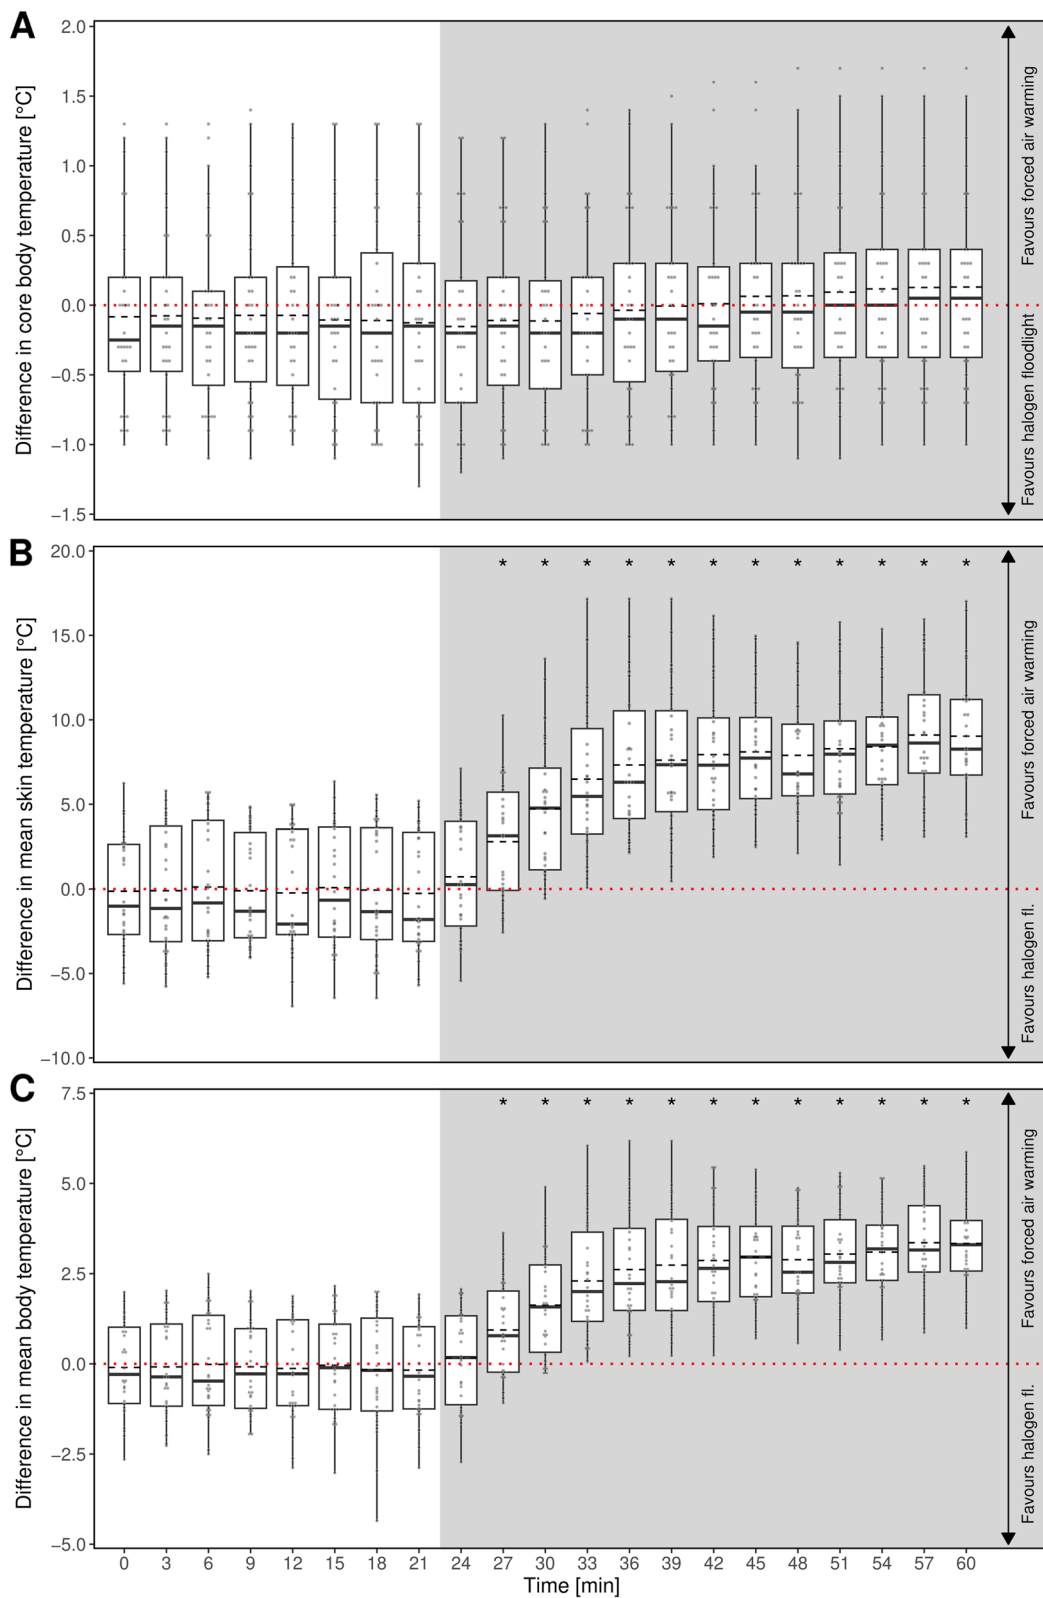 A
Difference in core body temperature [°C]
2.0
1.5
1.0
0.5
0.0
−0.5
−1.0
−1.5
Favours forced air warming
Favours halogen floodlight
B
Difference in mean skin temperature [°C]
20.0
15.0
10.0
5.0
0.0
−5.0
−10.0
* * * * * * * * * * * *
Favours forced air warming
Favours halogen fl.
C
Difference in mean body temperature [°C]
7.5
5.0
2.5
0.0
−2.5
−5.0
* * * * * * * * * * * *
Favours forced air warming
Favours halogen fl.
0 3 6 9 12 15 18 21 24 27 30 33 36 39 42 45 48 51 54 57 60
Time [min]